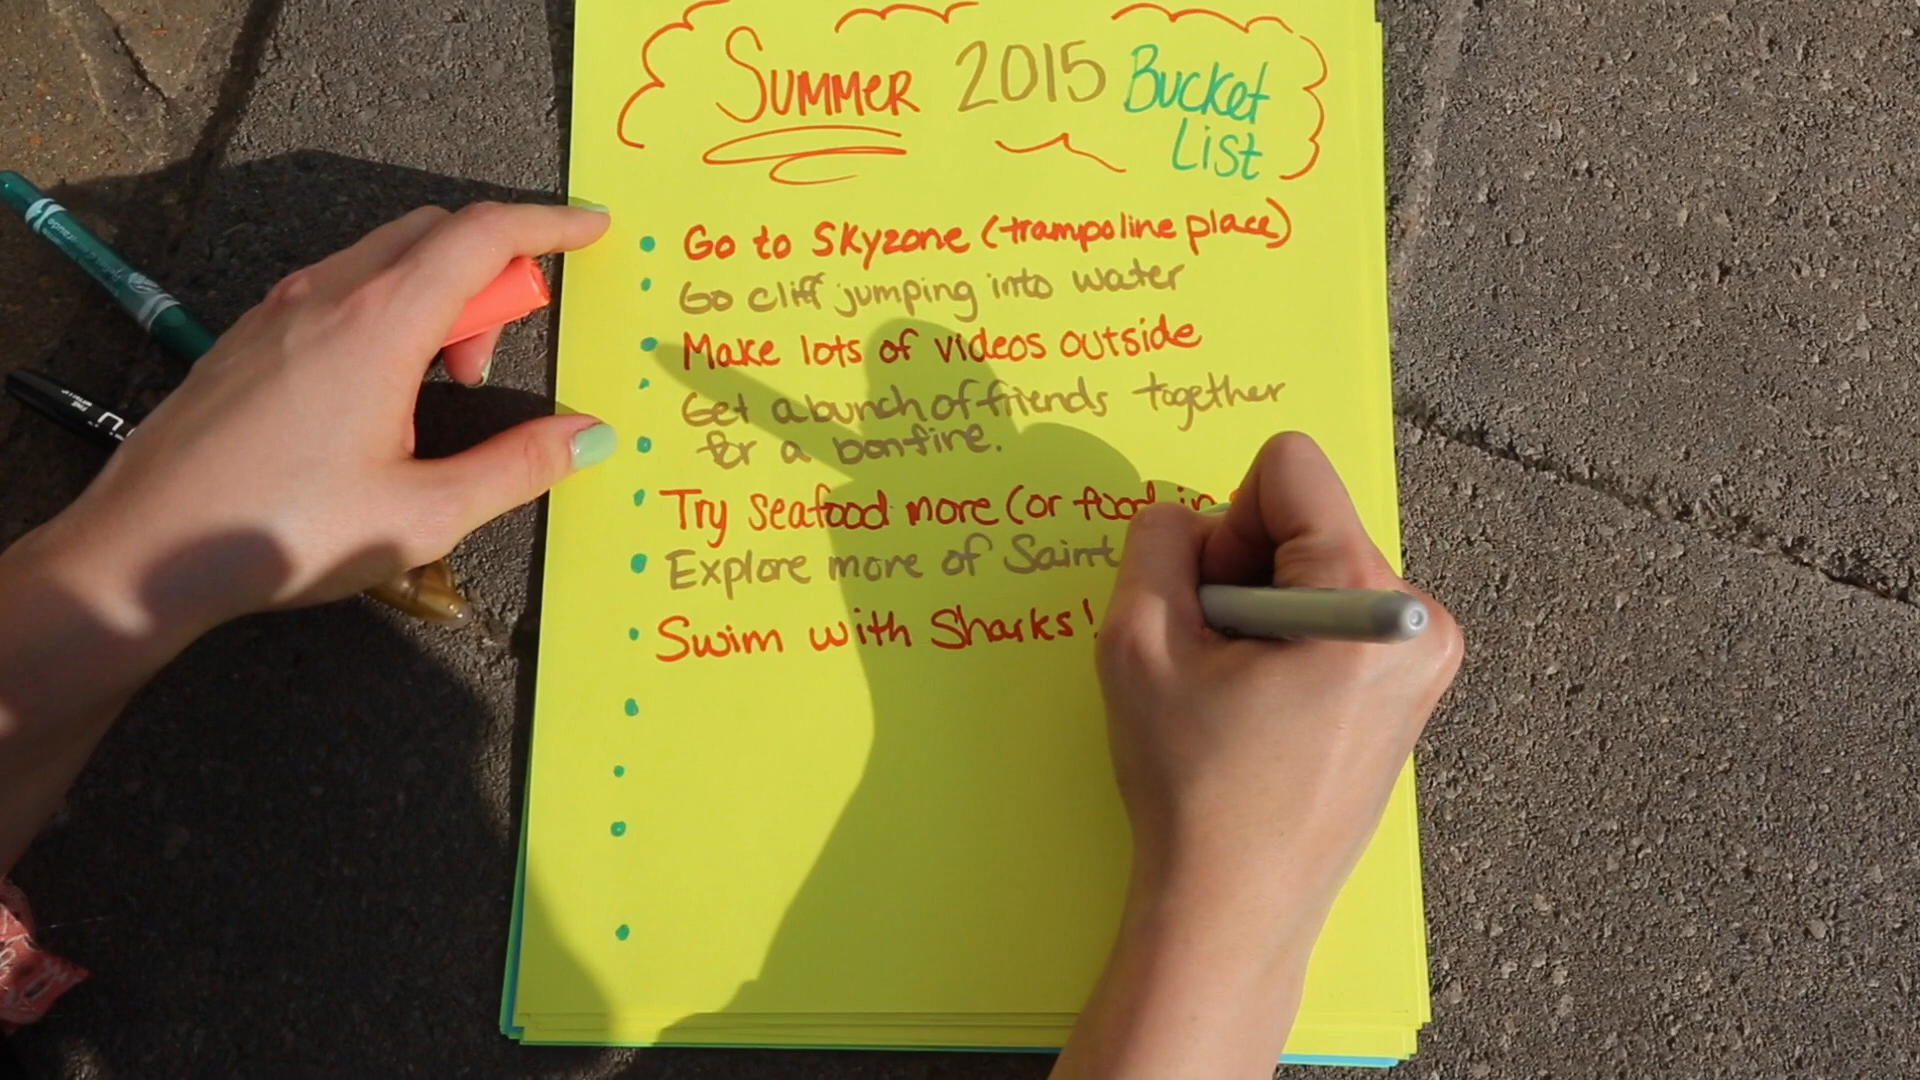 Summer 2015 Bucket
List
Go to Skyzone (trampoline place)
Go cliff jumping into water
Make lots of videos outside
Get a bunch of friends together
for a bonfire.
Try seafood more (or food in
Explore more of Saint
Swim with Sharks!